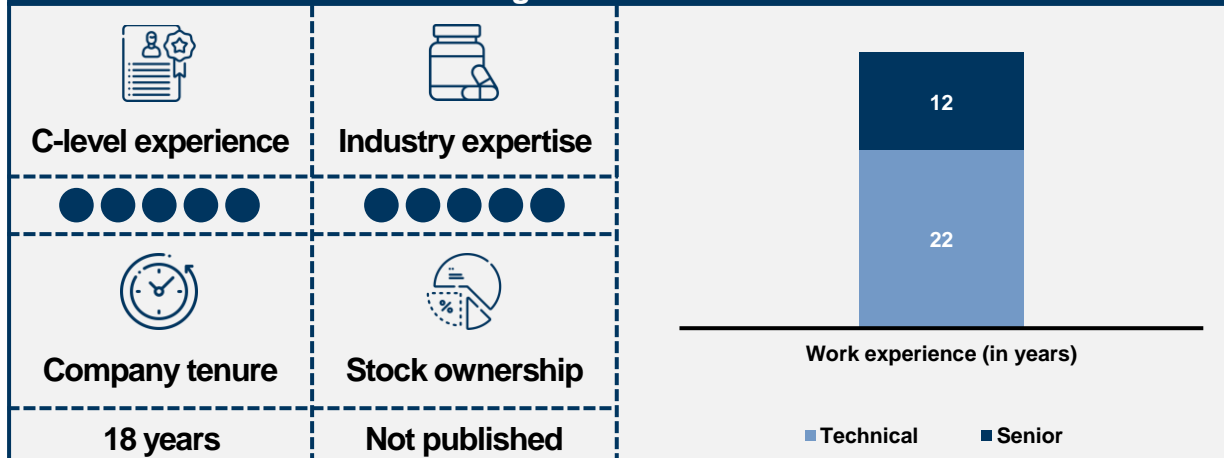 C-level experience
Industry expertise
Company tenure
Stock ownership
%
18 years
Not published
12
22
Work experience (in years)
Technical
Senior